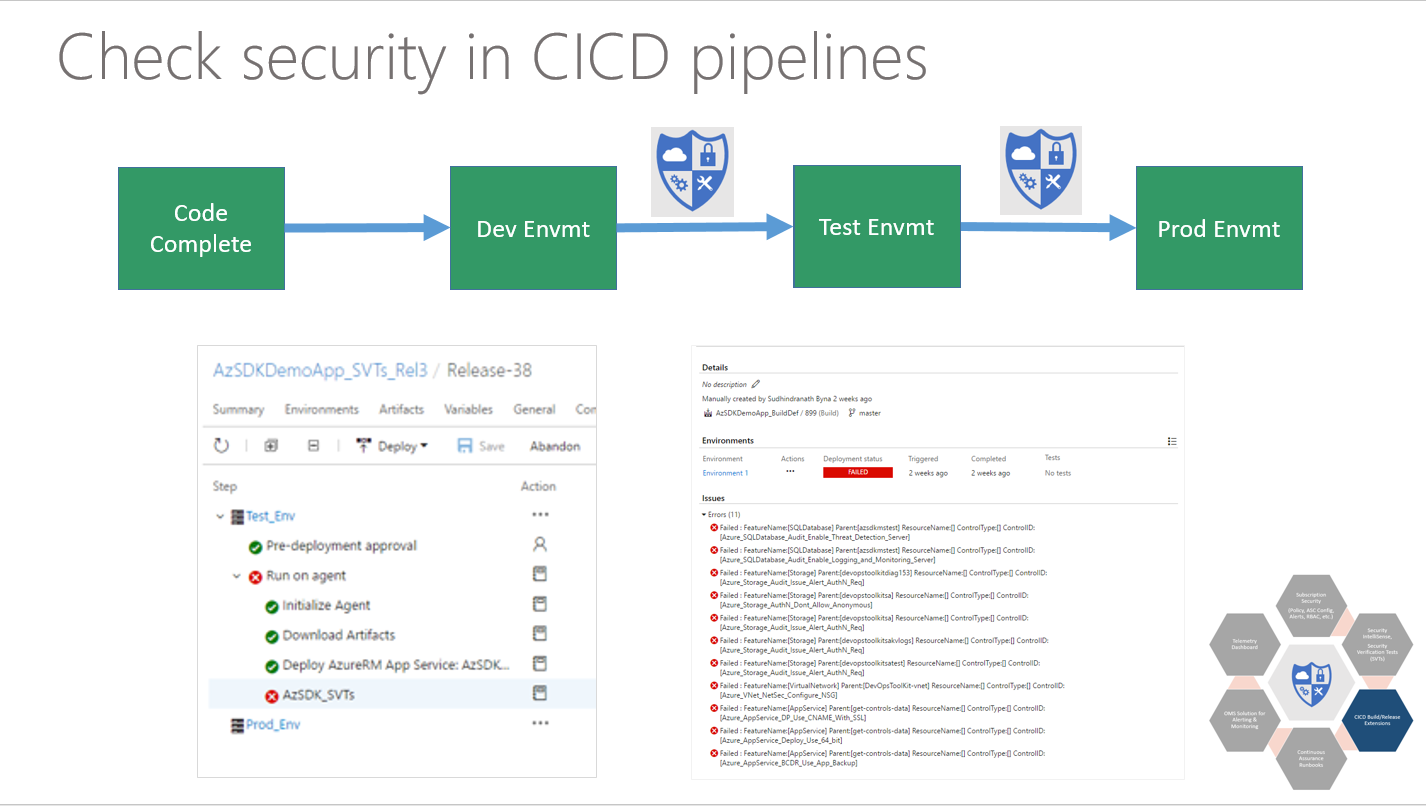 Check security in CICD pipelines
Code
Complete
Dev Envmt
Test Envmt
Prod Envmt
AzSDKDemoApp_SVTs_Rel3 / Release-38
Summary Environments Artifacts Variables General Con
Deploy Save Abandon
Step Action
Test_Env
Pre-deployment approval
Run on agent
Initialize Agent
Download Artifacts
Deploy AzureRM App Service: AzSDK...
AzSDK_SVTs
Prod_Env
Details
No description
Manually created by Sudhindranath Byna 2 weeks ago
AzSDKDemoApp_BuildDef / 899 (Build) master
Environments
Environment Actions Deployment status Triggered Completed Tests
Environment 1 ••• FAILED 2 weeks ago 2 weeks ago No tests
Issues
Errors (11)
Failed : FeatureName:[SQLDatabase] Parent:[azsdkmstest] ResourceName:[] ControlType:[] ControlID:
[Azure_SQLDatabase_Audit_Enable_Threat_Detection_Server]
Failed : FeatureName:[SQLDatabase] Parent:[azsdkmstest] ResourceName:[] ControlType:[] ControlID:
[Azure_SQLDatabase_Audit_Enable_Logging_and_Monitoring_Server]
Failed : FeatureName:[Storage] Parent:[devopstoolkitdiag153] ResourceName:[] ControlType:[] ControlID:
[Azure_Storage_Audit_Issue_Alert_AuthN_Req]
Failed : FeatureName:[Storage] Parent:[devopstoolkitsa] ResourceName:[] ControlType:[] ControlID:
[Azure_Storage_AuthN_Dont_Allow_Anonymous]
Failed : FeatureName:[Storage] Parent:[devopstoolkitsa] ResourceName:[] ControlType:[] ControlID:
[Azure_Storage_Audit_Issue_Alert_AuthN_Req]
Failed : FeatureName:[Storage] Parent:[devopstoolkitsakvlogs] ResourceName:[] ControlType:[] ControlID:
[Azure_Storage_Audit_Issue_Alert_AuthN_Req]
Failed : FeatureName:[Storage] Parent:[devopstoolkitsatest] ResourceName:[] ControlType:[] ControlID:
[Azure_Storage_Audit_Issue_Alert_AuthN_Req]
Failed : FeatureName:[VirtualNetwork] Parent:[DevOpsToolKit-vnet] ResourceName:[] ControlType:[] ControlID:
[Azure_VNet_NetSec_Configure_NSG]
Failed : FeatureName:[AppService] Parent:[get-controls-data] ResourceName:[] ControlType:[] ControlID:
[Azure_AppService_DP_Use_CNAME_With_SSL]
Failed : FeatureName:[AppService] Parent:[get-controls-data] ResourceName:[] ControlType:[] ControlID:
[Azure_AppService_Deploy_Use_64_bit]
Failed : FeatureName:[AppService] Parent:[get-controls-data] ResourceName:[] ControlType:[] ControlID:
[Azure_AppService_BCDR_Use_App_Backup]
Subscription
Security
(Policy, ASC Config,
Alerts, RBAC, etc.)
Security
Intellisense,
Security
Verification Tests
(SVTs)
Telemetry
Dashboard
CICD Build/Release
Extensions
OMS Solution for
Alerting &
Monitoring
Continuous
Assurance
Runbooks